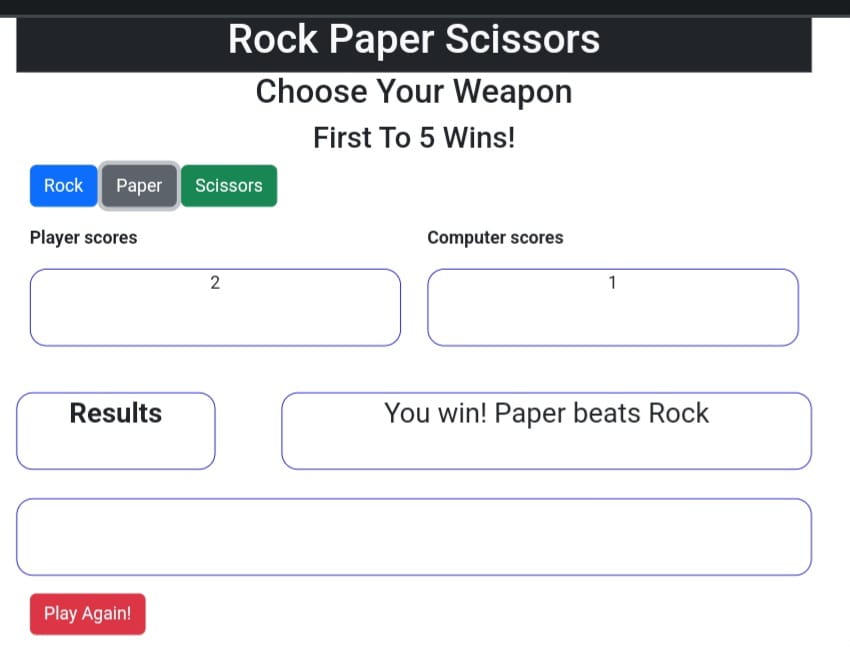 Rock Paper Scissors
Choose Your Weapon
First To 5 Wins!
Rock Paper Scissors
Player scores Computer scores
2 1
Results You win! Paper beats Rock
Play Again!